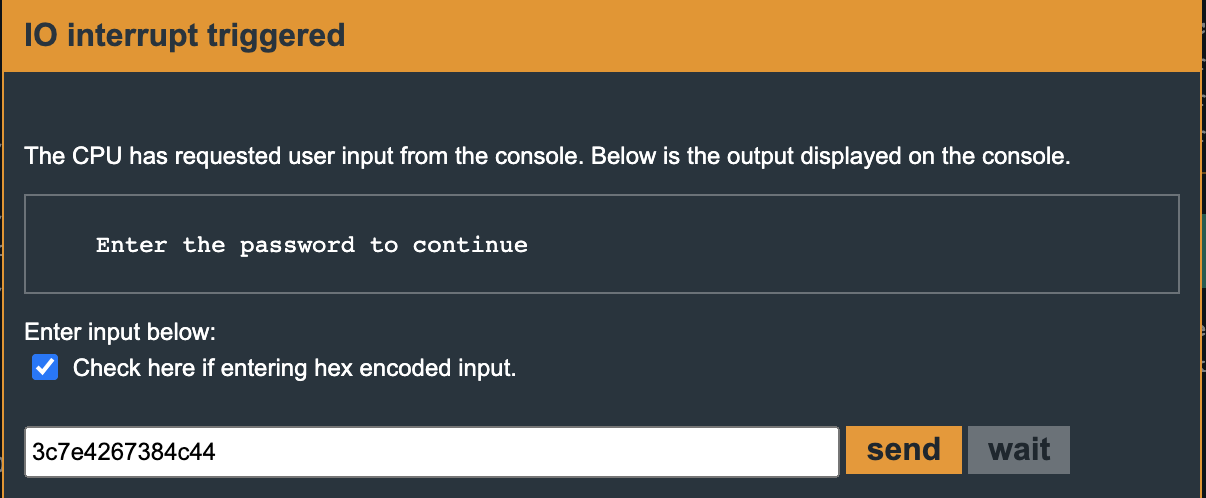 IO interrupt triggered
The CPU has requested user input from the console. Below is the output displayed on the console.
Enter the password to continue
Enter input below:
Check here if entering hex encoded input.
3c7e4267384c44 send wait